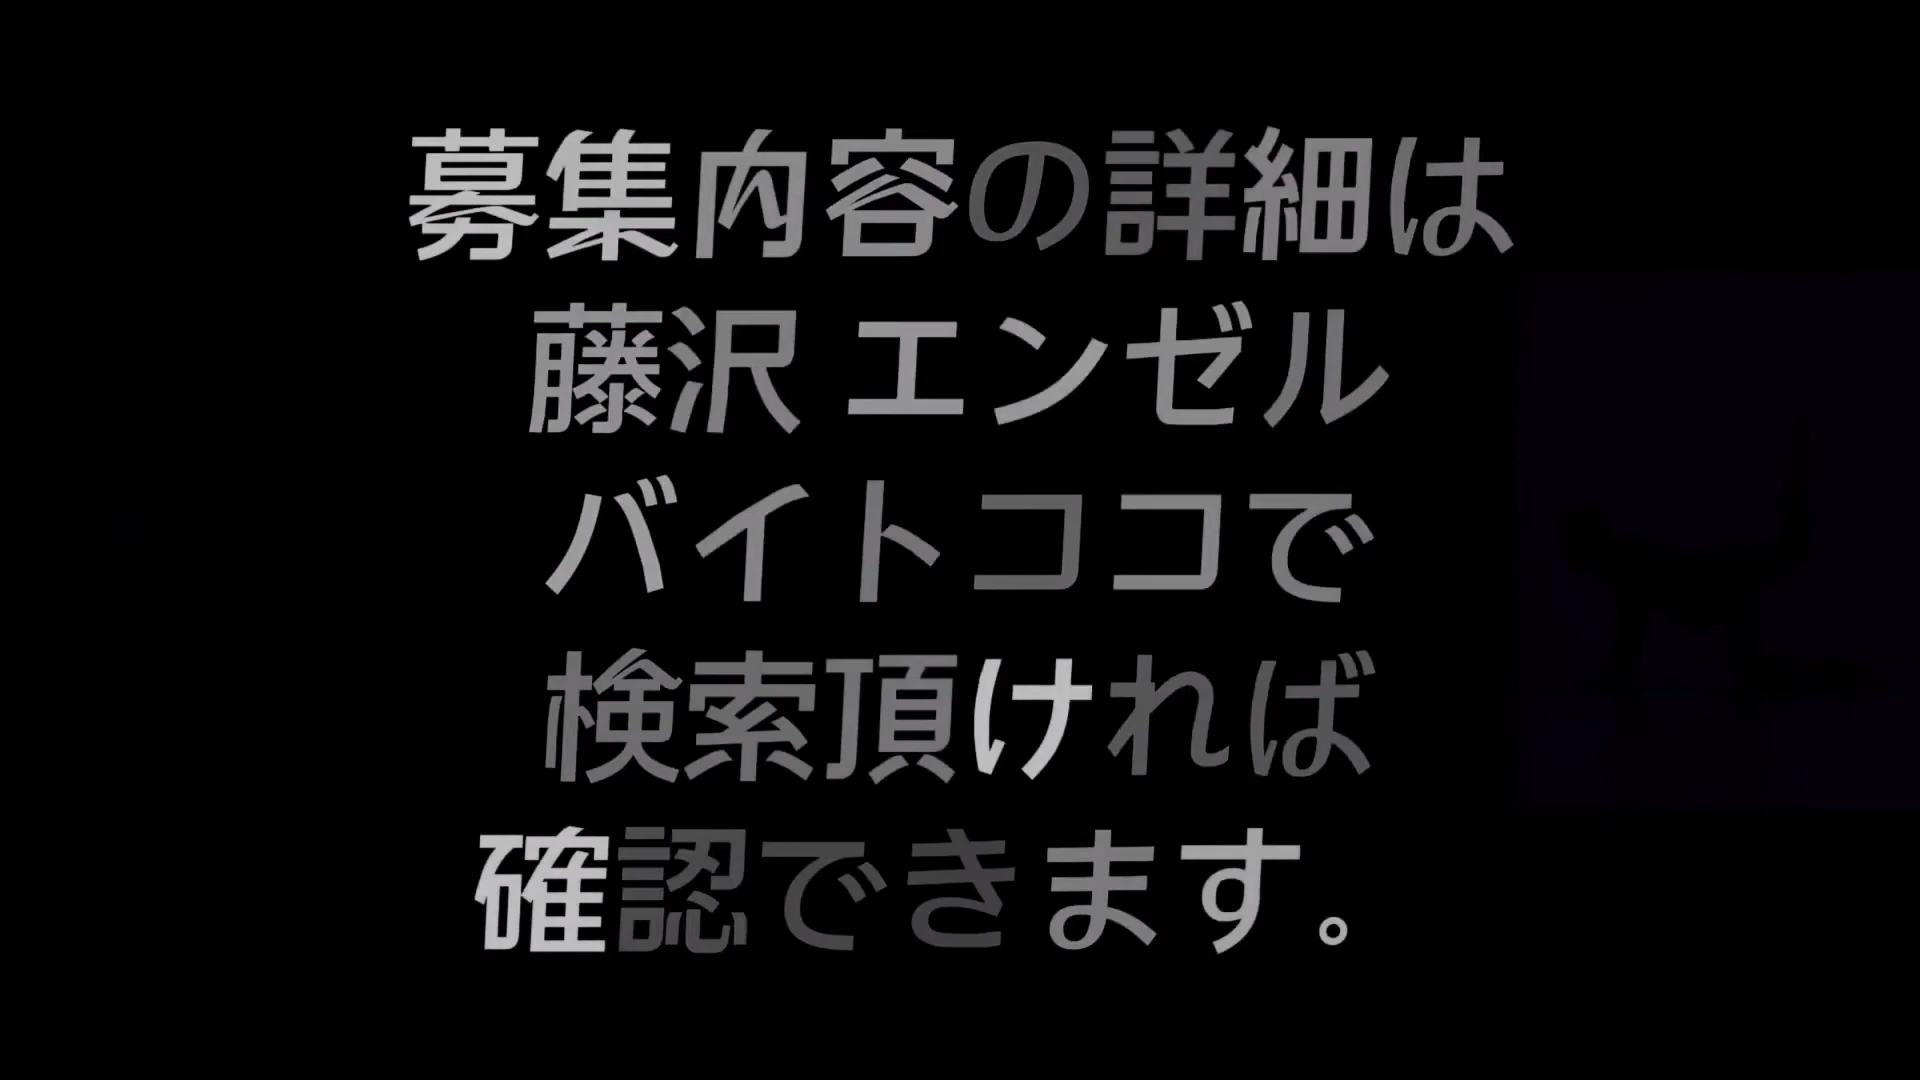 募集内容の詳細は
藤沢 エンゼル
バイトココで
検索頂ければ
確認できます。